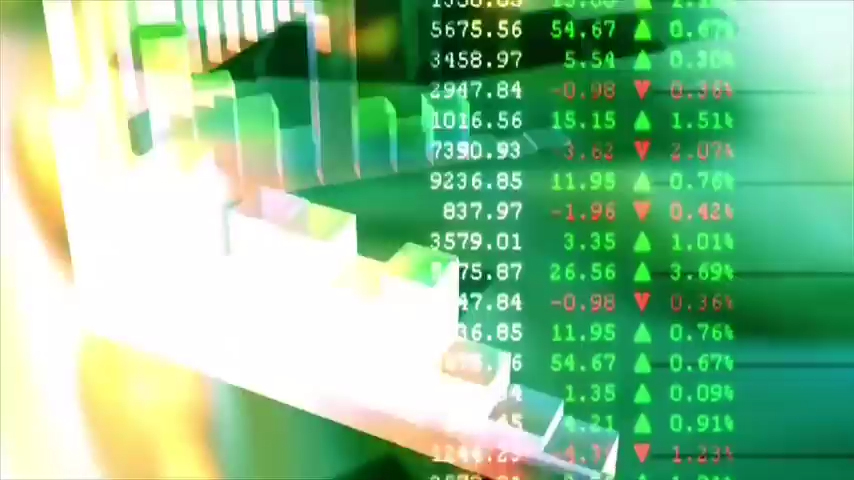 5675.56 54.67 ▲ 0.67%
3458.97 5.54 ▲ 0.30%
2947.84 -0.98 ▼ 0.36%
1016.56 15.15 ▲ 1.51%
7390.93 3.62 ▼ 2.07%
9236.85 11.95 ▲ 0.76%
837.97 -1.96 ▼ 0.42%
3579.01 3.35 ▲ 1.01%
26.56 ▲ 3.69%
-0.98 ▼ 0.36%
11.95 ▲ 0.76%
54.67 ▲ 0.67%
1.35 ▲ 0.09%
▲ 0.91%
▼ 1.23%